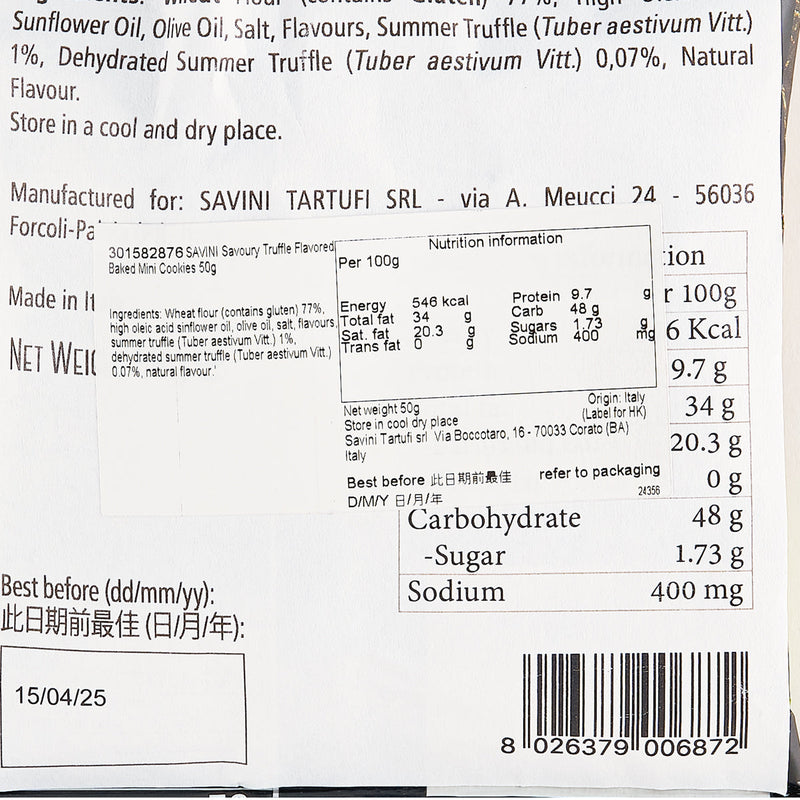 Sunflower Oil, Olive Oil, Salt, Flavours, Summer Truffle (Tuber aestivum Vitt.)
1%, Dehydrated Summer Truffle (Tuber aestivum Vitt.) 0,07%, Natural
Flavour.
Store in a cool and dry place.
Manufactured for: SAVINI TARTUFI SRL - via A. Meucci 24 - 56036
Forcoli-Pa
Made in It
NET WEIG
301582876 SAVINI Savoury Truffle Flavored
Baked Mini Cookies 50g
Ingredients: Wheat flour (contains gluten) 77%,
high oleic acid sinflower oil, olive oil, salt, flavours,
summer truffle (Tuber aestivum Vitt.) 1%,
dehydrated summer truffle (Tuber aestivum Vitt.)
0.07%, natural flavour.'
Nutrition information
Per 100g
Energy 546 kcal Protein 9.7 g
Total fat 34 g Carb 48 g
Sat. fat 20.3 g Sugars 1.73 g
Trans fat 0 g Sodium 400 mg
Net weight 50g Origin: Italy
Store in cool dry place (Label for HK)
Savini Tartufi srl Via Boccotaro, 16 - 70033 Corato (BA)
Italy
Best before 此日期前最佳 refer to packaging
D/M/Y 日/月/年 24356
tion
r 100g
6 Kcal
9.7 g
34 g
20.3 g
0 g
Carbohydrate 48 g
-Sugar 1.73 g
Sodium 400 mg
Best before (dd/mm/yy):
此日期前最佳 (日/月/年):
15/04/25
8 026379 006872